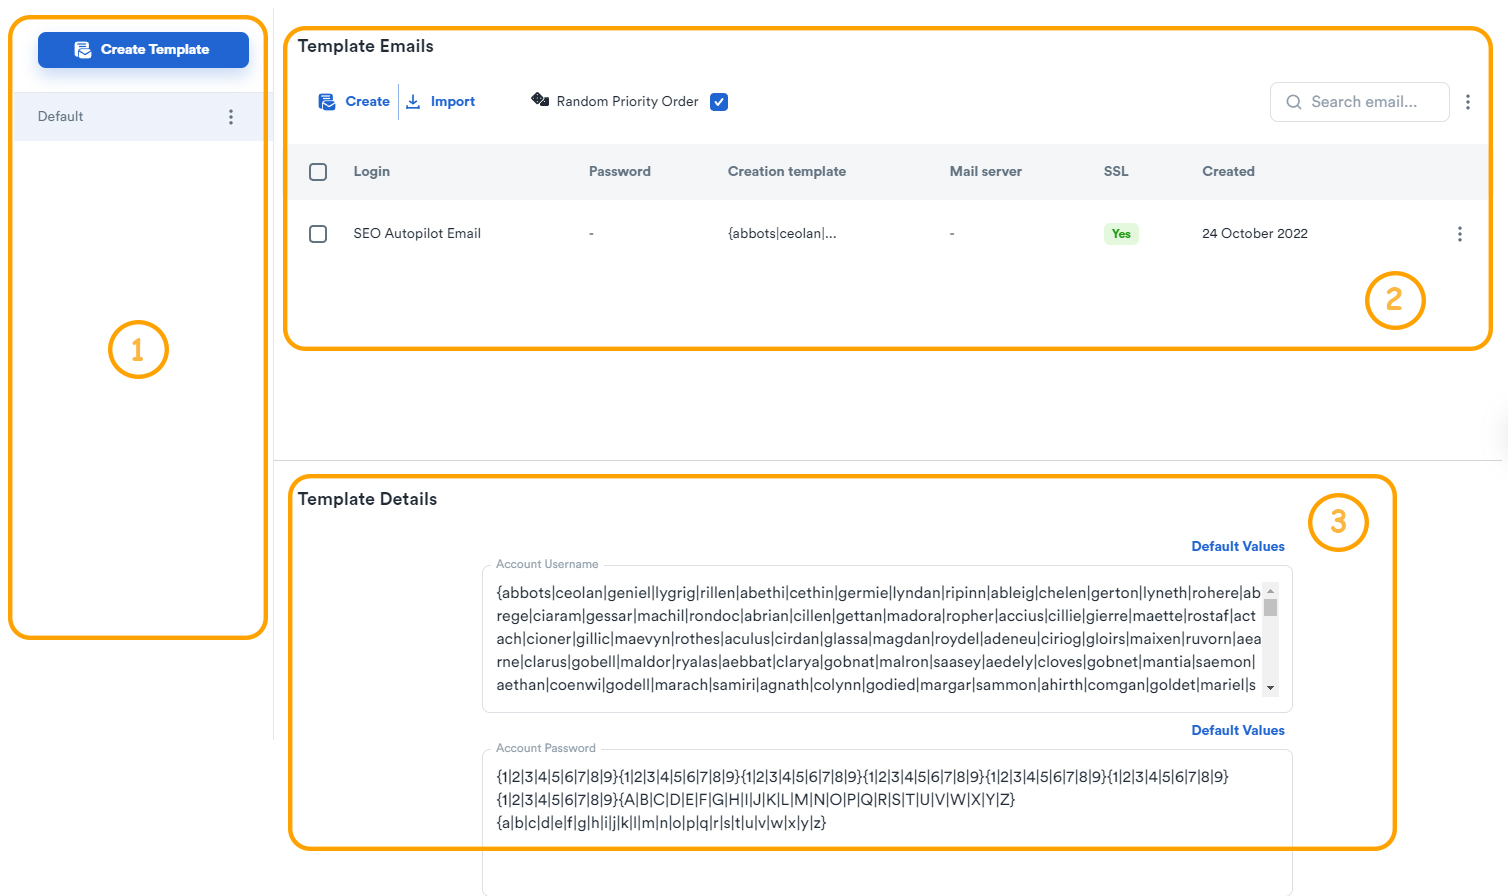 Create Template
Default
1
Template Emails
Create Import Random Priority Order Search email...
Login Password Creation template Mail server SSL Created
SEO Autopilot Email - {abbots|ceolan|... - Yes 24 October 2022
2
Template Details
3
Default Values
Account Username
{abbots|ceolan|geniel|lygrig|rillen|abethi|cethin|germie|lyndan|ripinn|ableig|chelen|gerton|lyneth|rohere|ab
rege|ciaram|gessar|machil|rondoc|abrian|cillen|gettan|madora|ropher|accius|cillie|gierre|maette|rostaf|act
ach|cioner|gillic|maevyn|rothes|aculus|cirdan|glassa|magdan|roydel|adeneu|ciriog|gloirs|maixen|ruvorn|aea
rne|clarus|gobell|maldor|ryalas|aebbat|clarya|gobnat|malron|saasey|aedely|cloves|gobnet|mantia|saemon|
aethan|coenwi|godell|marach|samiri|agnath|colynn|godied|margar|sammon|ahirth|comgan|goldet|mariel|s
Default Values
Account Password
{1|2|3|4|5|6|7|8|9}{1|2|3|4|5|6|7|8|9}{1|2|3|4|5|6|7|8|9}{1|2|3|4|5|6|7|8|9}{1|2|3|4|5|6|7|8|9}{1|2|3|4|5|6|7|8|9}
{1|2|3|4|5|6|7|8|9}{A|B|C|D|E|F|G|H|I|J|K|L|M|N|O|P|Q|R|S|T|U|V|W|X|Y|Z}
{a|b|c|d|e|f|g|h|i|j|k|l|m|n|o|p|q|r|s|t|u|v|w|x|y|z}